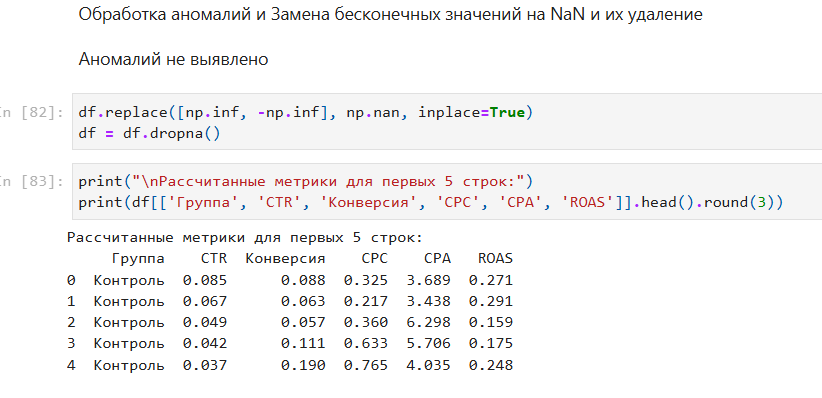 Обработка аномалий и Замена бесконечных значений на NaN и их удаление
Аномалий не выявлено
n [82]: df.replace([np.inf, -np.inf], np.nan, inplace=True)
df = df.dropna()
n [83]: print("\nРассчитанные метрики для первых 5 строк:")
print(df[['Группа', 'CTR', 'Конверсия', 'CPC', 'CPA', 'ROAS']].head().round(3))
Рассчитанные метрики для первых 5 строк:
Группа CTR Конверсия CPC CPA ROAS
0 Контроль 0.085 0.088 0.325 3.689 0.271
1 Контроль 0.067 0.063 0.217 3.438 0.291
2 Контроль 0.049 0.057 0.360 6.298 0.159
3 Контроль 0.042 0.111 0.633 5.706 0.175
4 Контроль 0.037 0.190 0.765 4.035 0.248